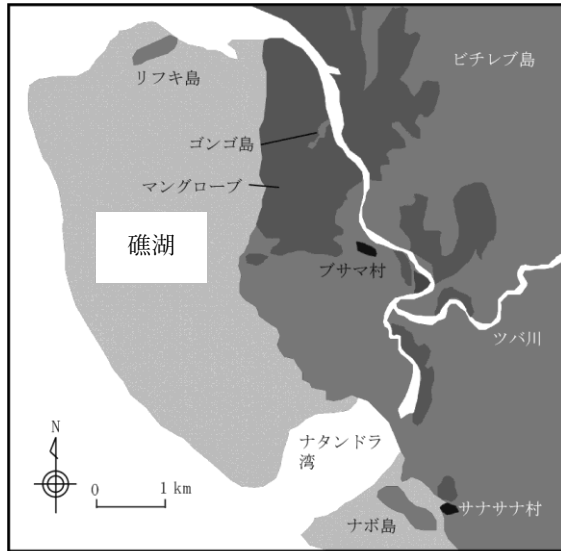 ビチレブ島
リフキ島
ゴンゴ島
マングローブ
礁湖
ブサマ村
ツバ川
N
ナタンドラ
湾
0 1 km
サナサナ村
ナボ島